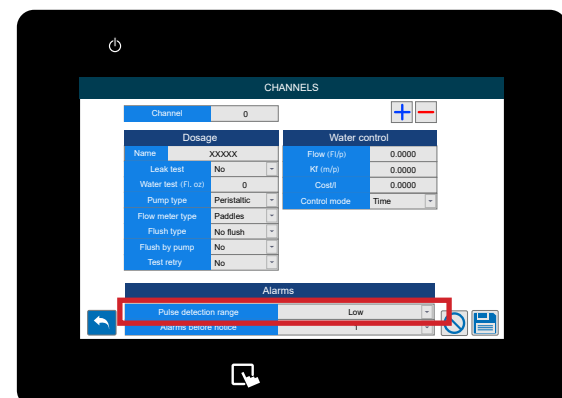 CHANNELS
Channel 0
Dosage
Name XXXXX
Leak test No
Water test (Fl. oz) 0
Pump type Peristaltic
Flow meter type Paddles
Flush type No flush
Flush by pump No
Test retry No
Water control
Flow (Fl/p) 0.0000
Kf (m/p) 0.0000
Cost/l 0.0000
Control mode Time
Alarms
Pulse detection range Low
Alarms before notice 1